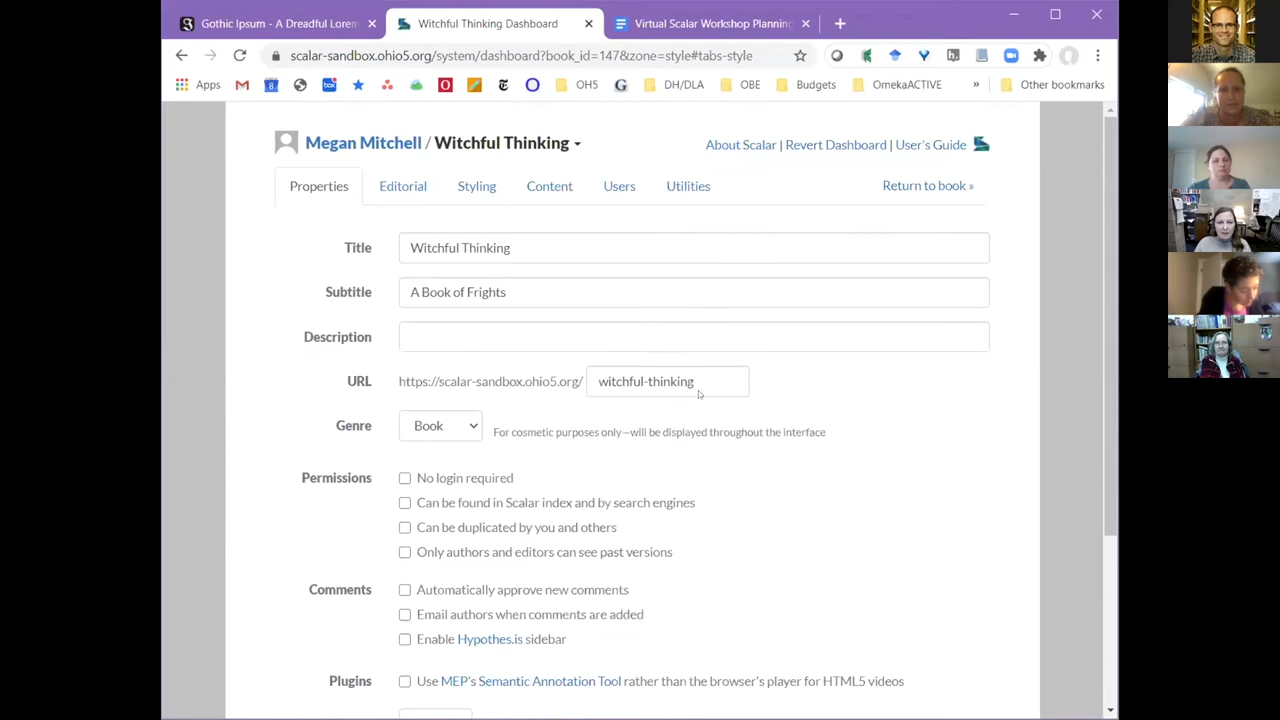 Gothic Ipsum - A Dreadful Lorem
Witchful Thinking Dashboard
Virtual Scalar Workshop Planning
scalar-sandbox.ohio5.org/system/dashboard?book_id=147&zone=style#tabs-style
Apps
OH5
DH/DLA
OBE
Budgets
OmekaACTIVE
» Other bookmarks
Megan Mitchell / Witchful Thinking
About Scalar | Revert Dashboard | User's Guide
Properties Editorial Styling Content Users Utilities Return to book »
Title Witchful Thinking
Subtitle A Book of Frights
Description
URL https://scalar-sandbox.ohio5.org/ witchful-thinking
Genre Book For cosmetic purposes only—will be displayed throughout the interface
Permissions No login required
Can be found in Scalar index and by search engines
Can be duplicated by you and others
Only authors and editors can see past versions
Comments Automatically approve new comments
Email authors when comments are added
Enable Hypothes.is sidebar
Plugins Use MEP's Semantic Annotation Tool rather than the browser's player for HTML5 videos